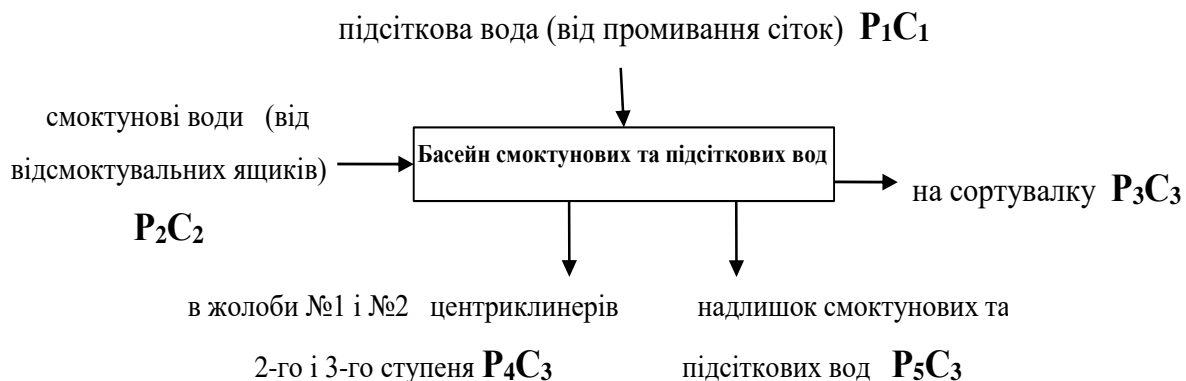 підсіткова вода (від промивання сіток) P₁C₁
смоктунові води (від
відсмоктувальних ящиків)
P₂C₂
Басейн смоктунових та підсіткових вод
на сортувалку P₃C₃
в жолоби №1 і №2 центриклинерів
2-го і 3-го ступеня P₄C₃
надлишок смоктунових та
підсіткових вод P₅C₃